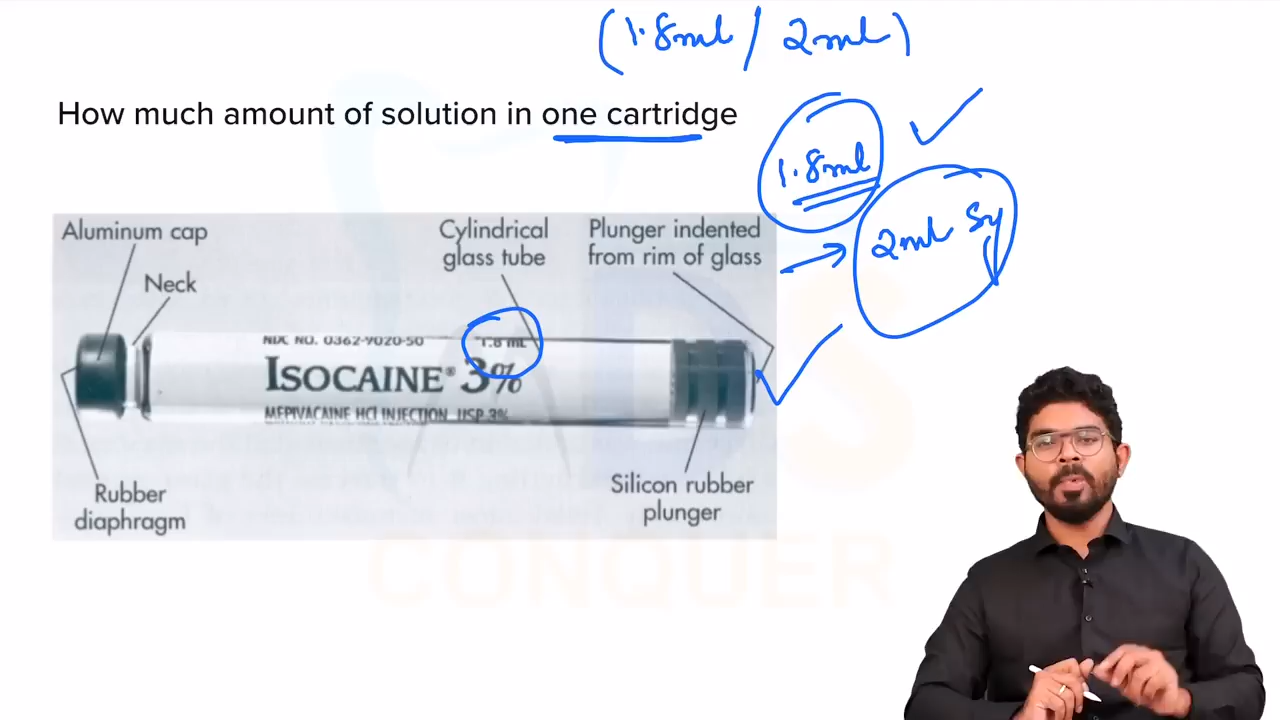 (1.8ml / 2ml)
How much amount of solution in one cartridge
1.8ml
2ml Sy
Aluminum cap
Neck
Cylindrical
glass tube
Plunger indented
from rim of glass
NDC NO. 0362-9020-50
1.8 mL
ISOCAINE® 3%
MEPIVACAINE HCl INJECTION, USP 3%
Rubber
diaphragm
Silicon rubber
plunger
CONQUER